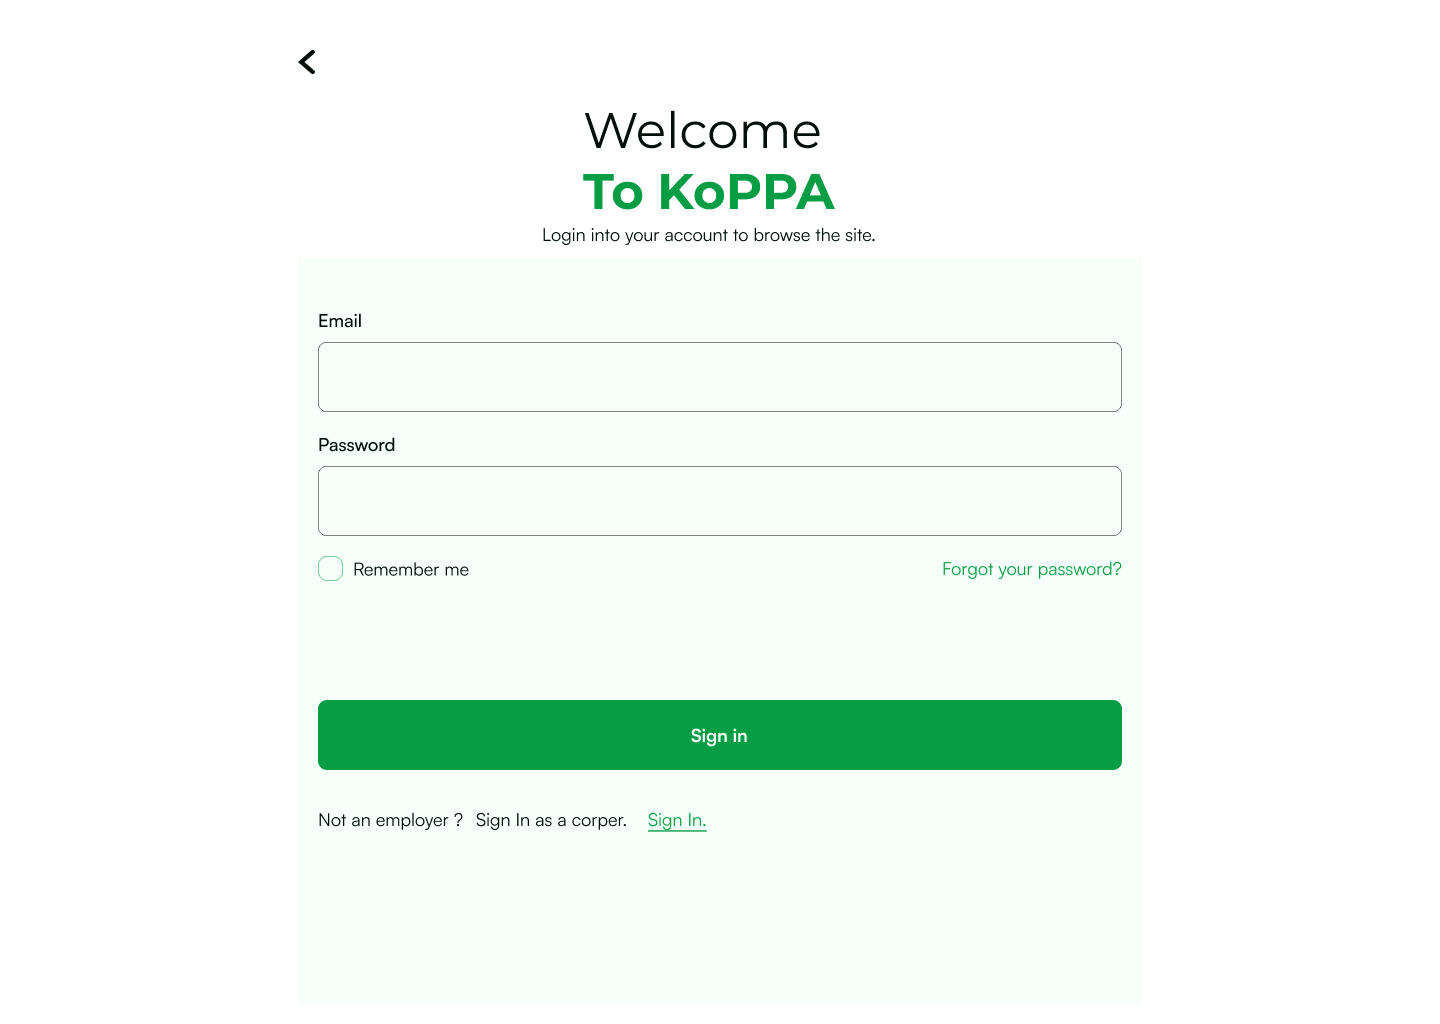 Welcome
To KoPPA
Login into your account to browse the site.
Email
Password
Remember me Forgot your password?
Sign in
Not an employer ? Sign In as a corper. Sign In.